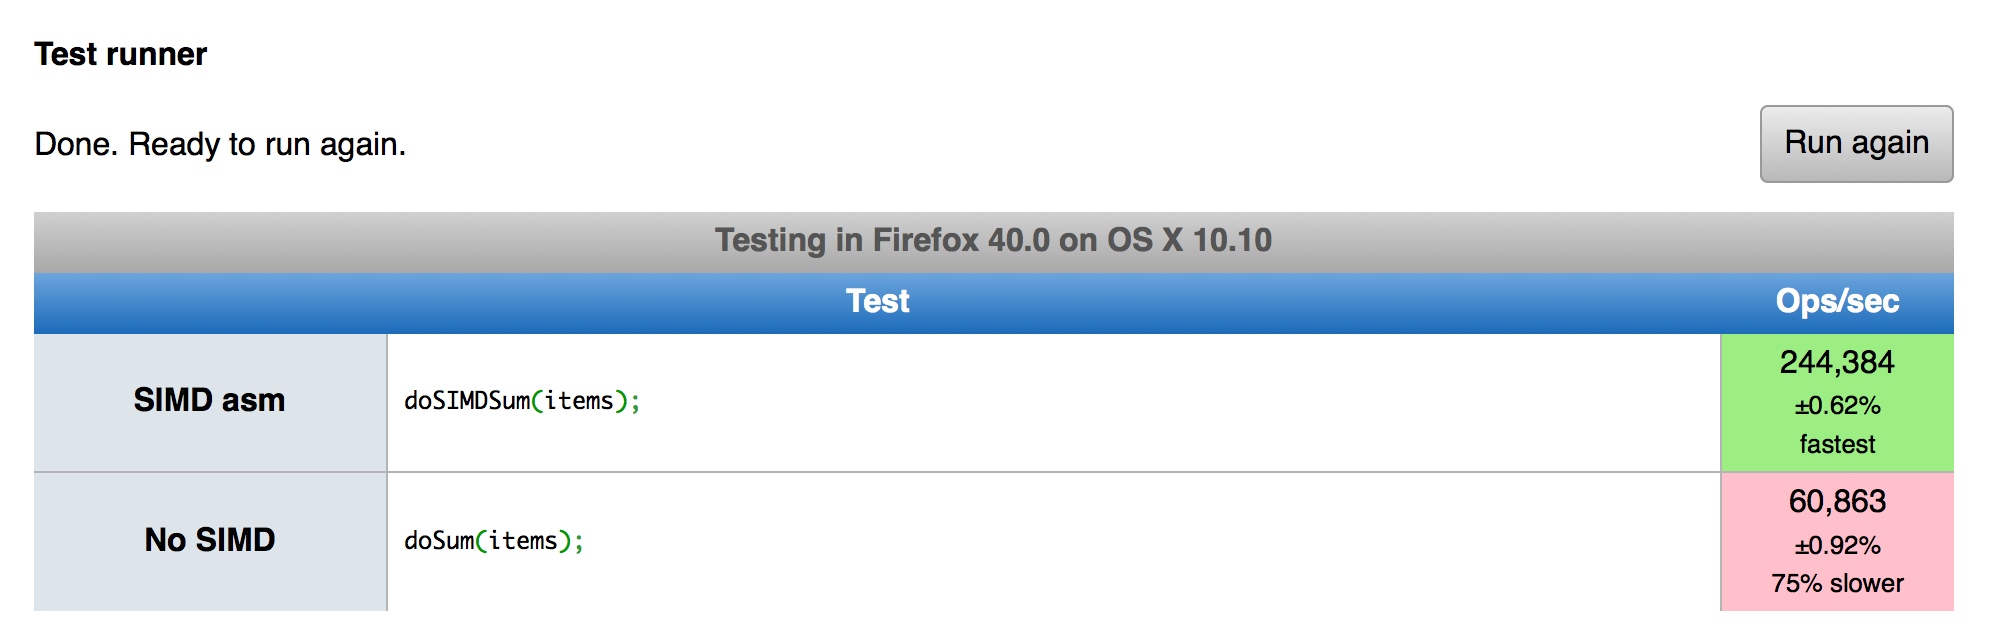 Test runner
Done. Ready to run again.
Run again
Testing in Firefox 40.0 on OS X 10.10
Test Ops/sec
SIMD asm
doSIMDSum(items);
244,384
±0.62%
fastest
No SIMD
doSum(items);
60,863
±0.92%
75% slower